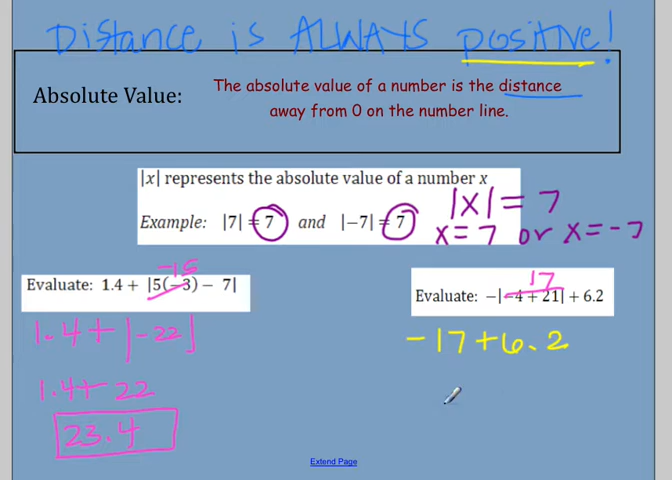 Distance is ALWAYS positive!
Absolute Value:
The absolute value of a number is the distance
away from 0 on the number line.
|x| represents the absolute value of a number x
Example: |7| = 7 and |−7| = 7
|x| = 7
x = 7 or x = -7
-15
Evaluate: 1.4 + |5(−3) − 7|
1.4 + |-22|
1.4 + 22
23.4
17
Evaluate: −|−4 + 21| + 6.2
-17 + 6.2
Extend Page